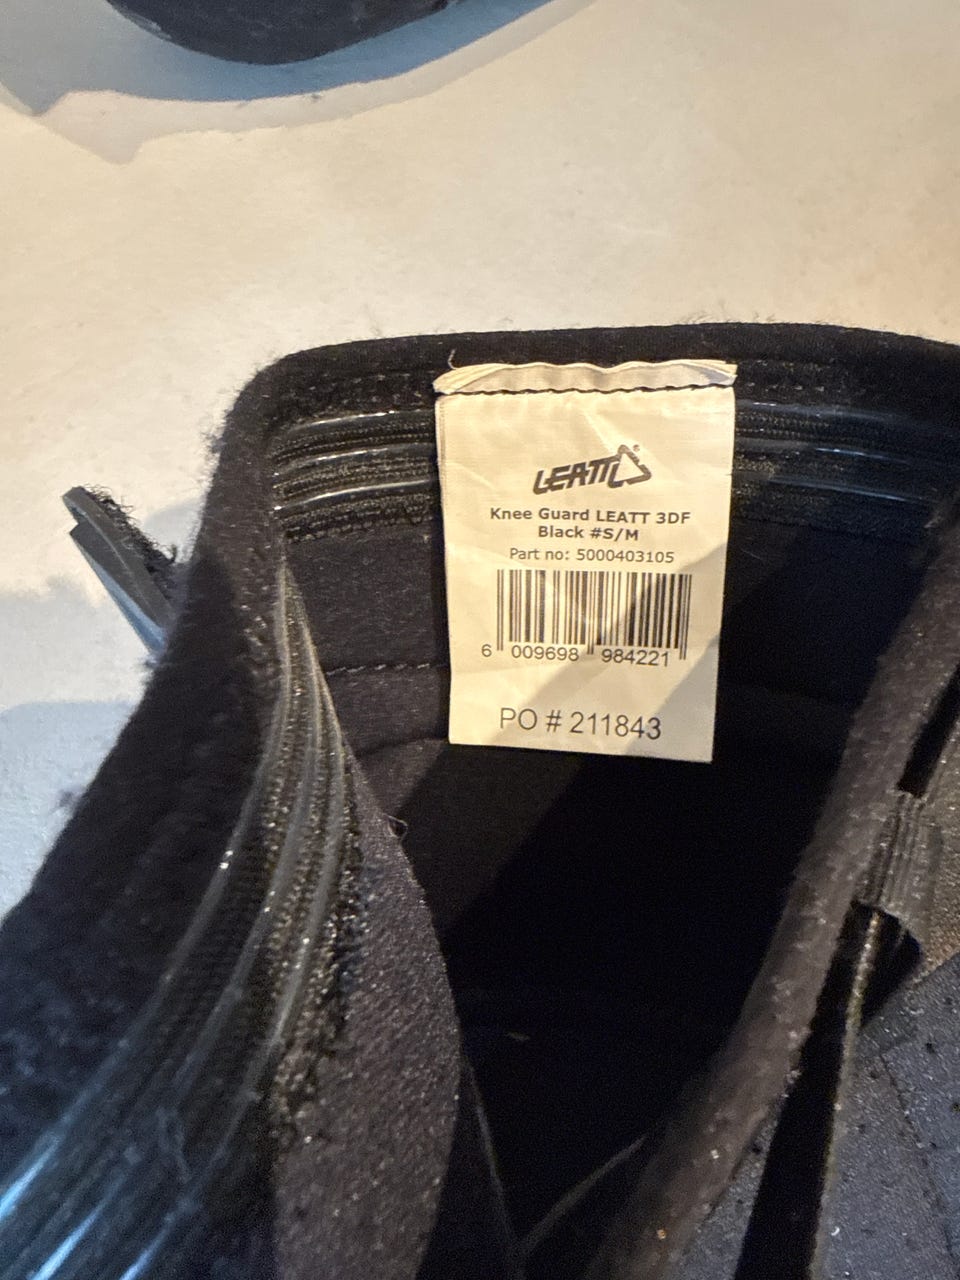 LEATT
Knee Guard LEATT 3DF
Black #S/M
Part no: 5000403105
6 009698 984221
PO # 211843